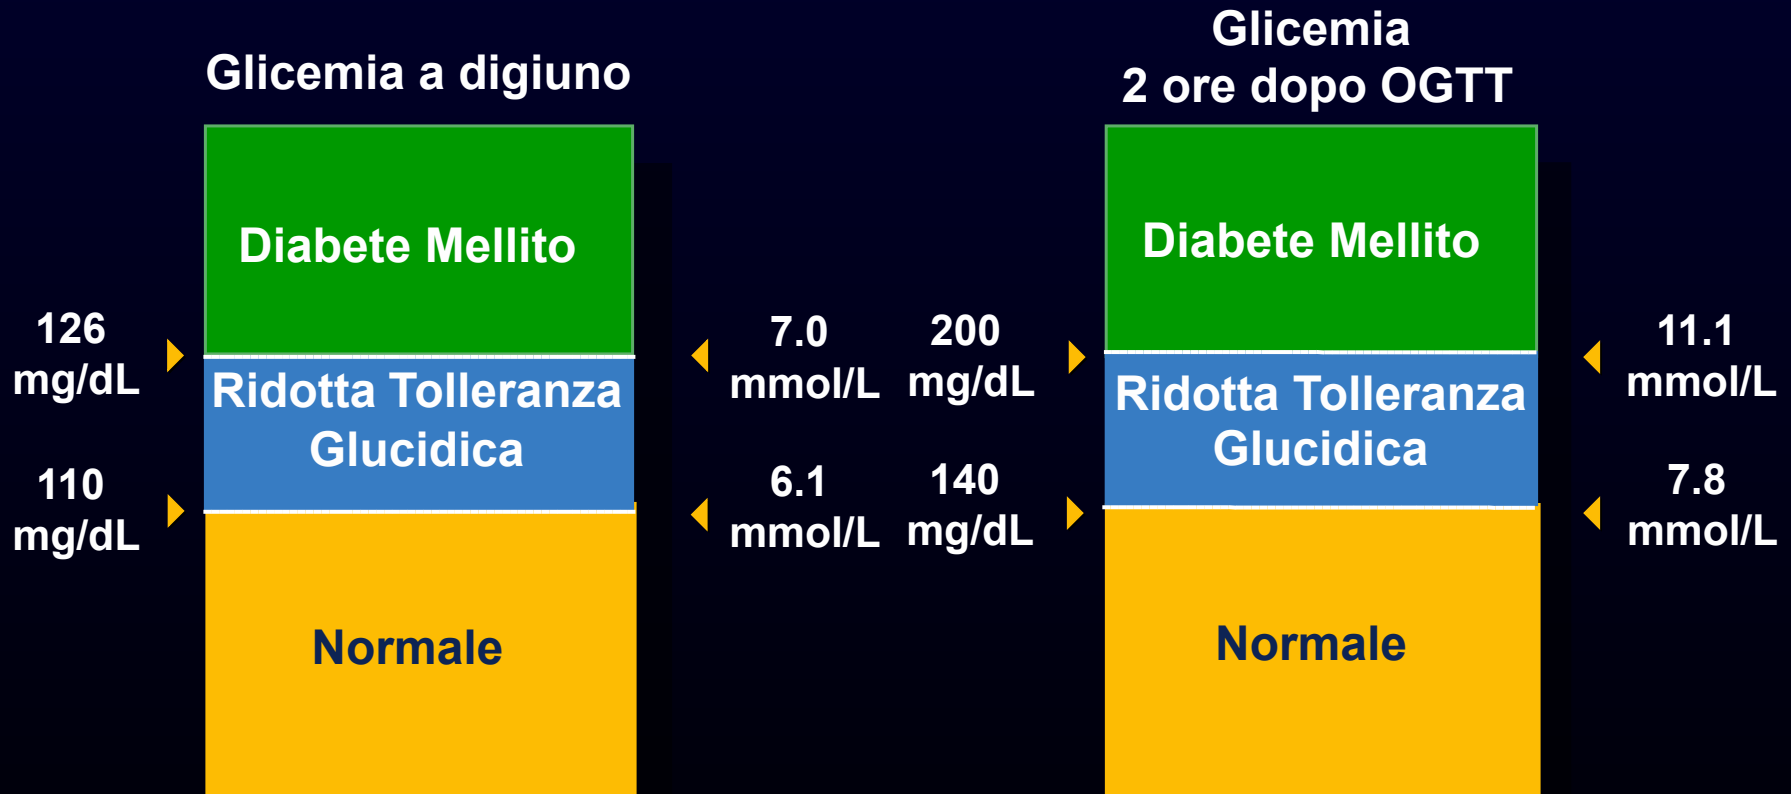 Glicemia a digiuno
Diabete Mellito
126
mg/dL
7.0
mmol/L
Ridotta Tolleranza
Glucidica
110
mg/dL
6.1
mmol/L
Normale
Glicemia
2 ore dopo OGTT
Diabete Mellito
200
mg/dL
11.1
mmol/L
Ridotta Tolleranza
Glucidica
140
mg/dL
7.8
mmol/L
Normale